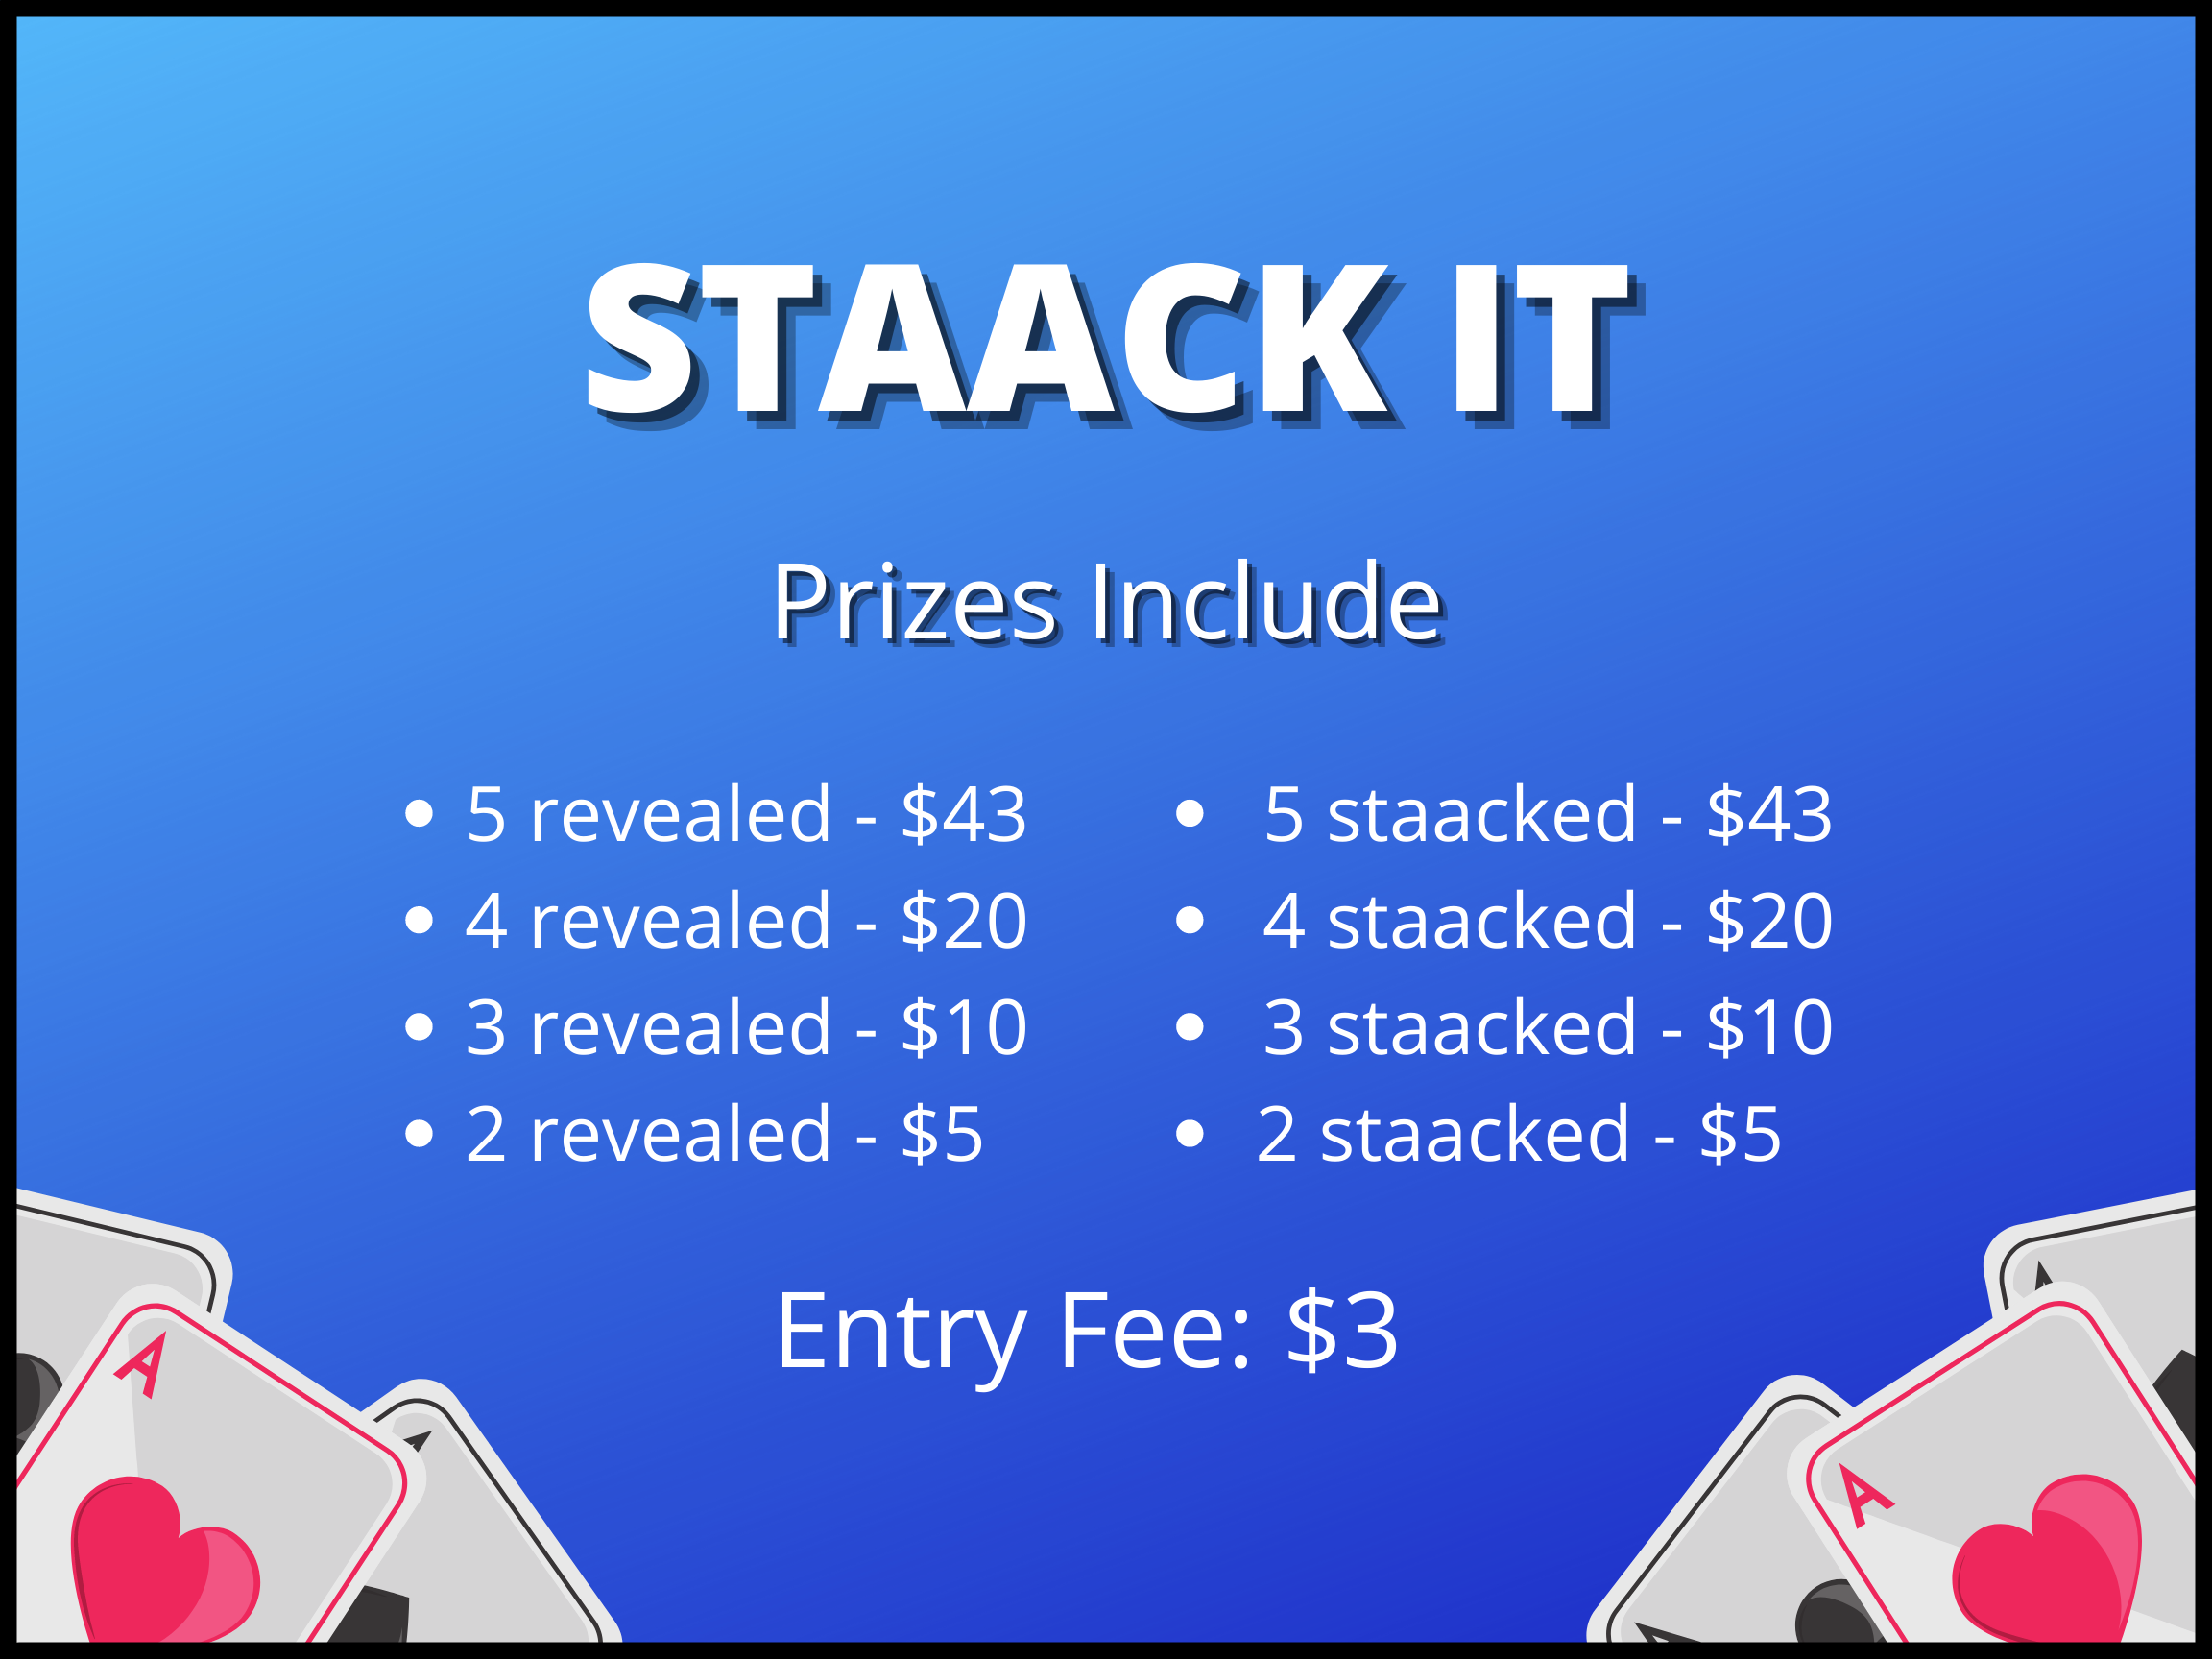 STAACK IT
Prizes Include
• 5 revealed - $43
• 4 revealed - $20
• 3 revealed - $10
• 2 revealed - $5
• 5 staacked - $43
• 4 staacked - $20
• 3 staacked - $10
• 2 staacked - $5
Entry Fee: $3
A
A